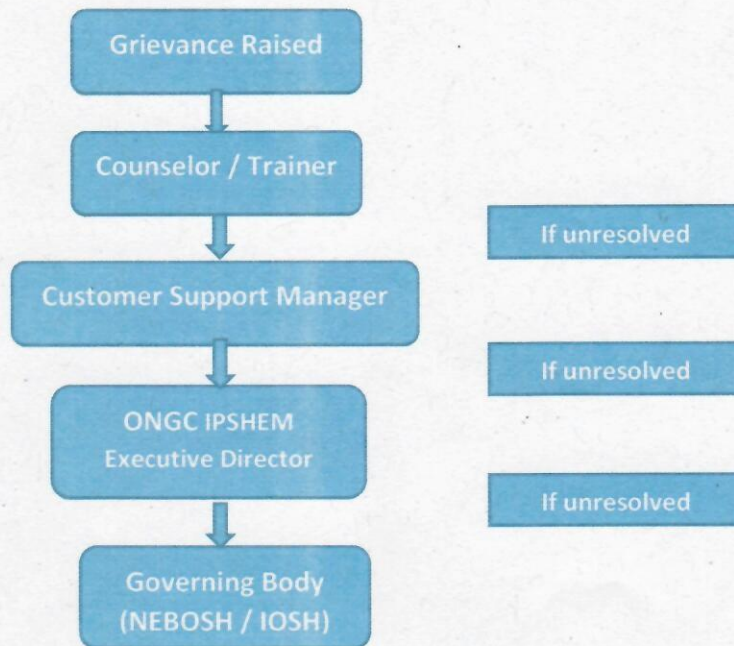 Grievance Raised
Counselor / Trainer
If unresolved
Customer Support Manager
If unresolved
ONGC IPSHEM
Executive Director
If unresolved
Governing Body
(NEBOSH / IOSH)